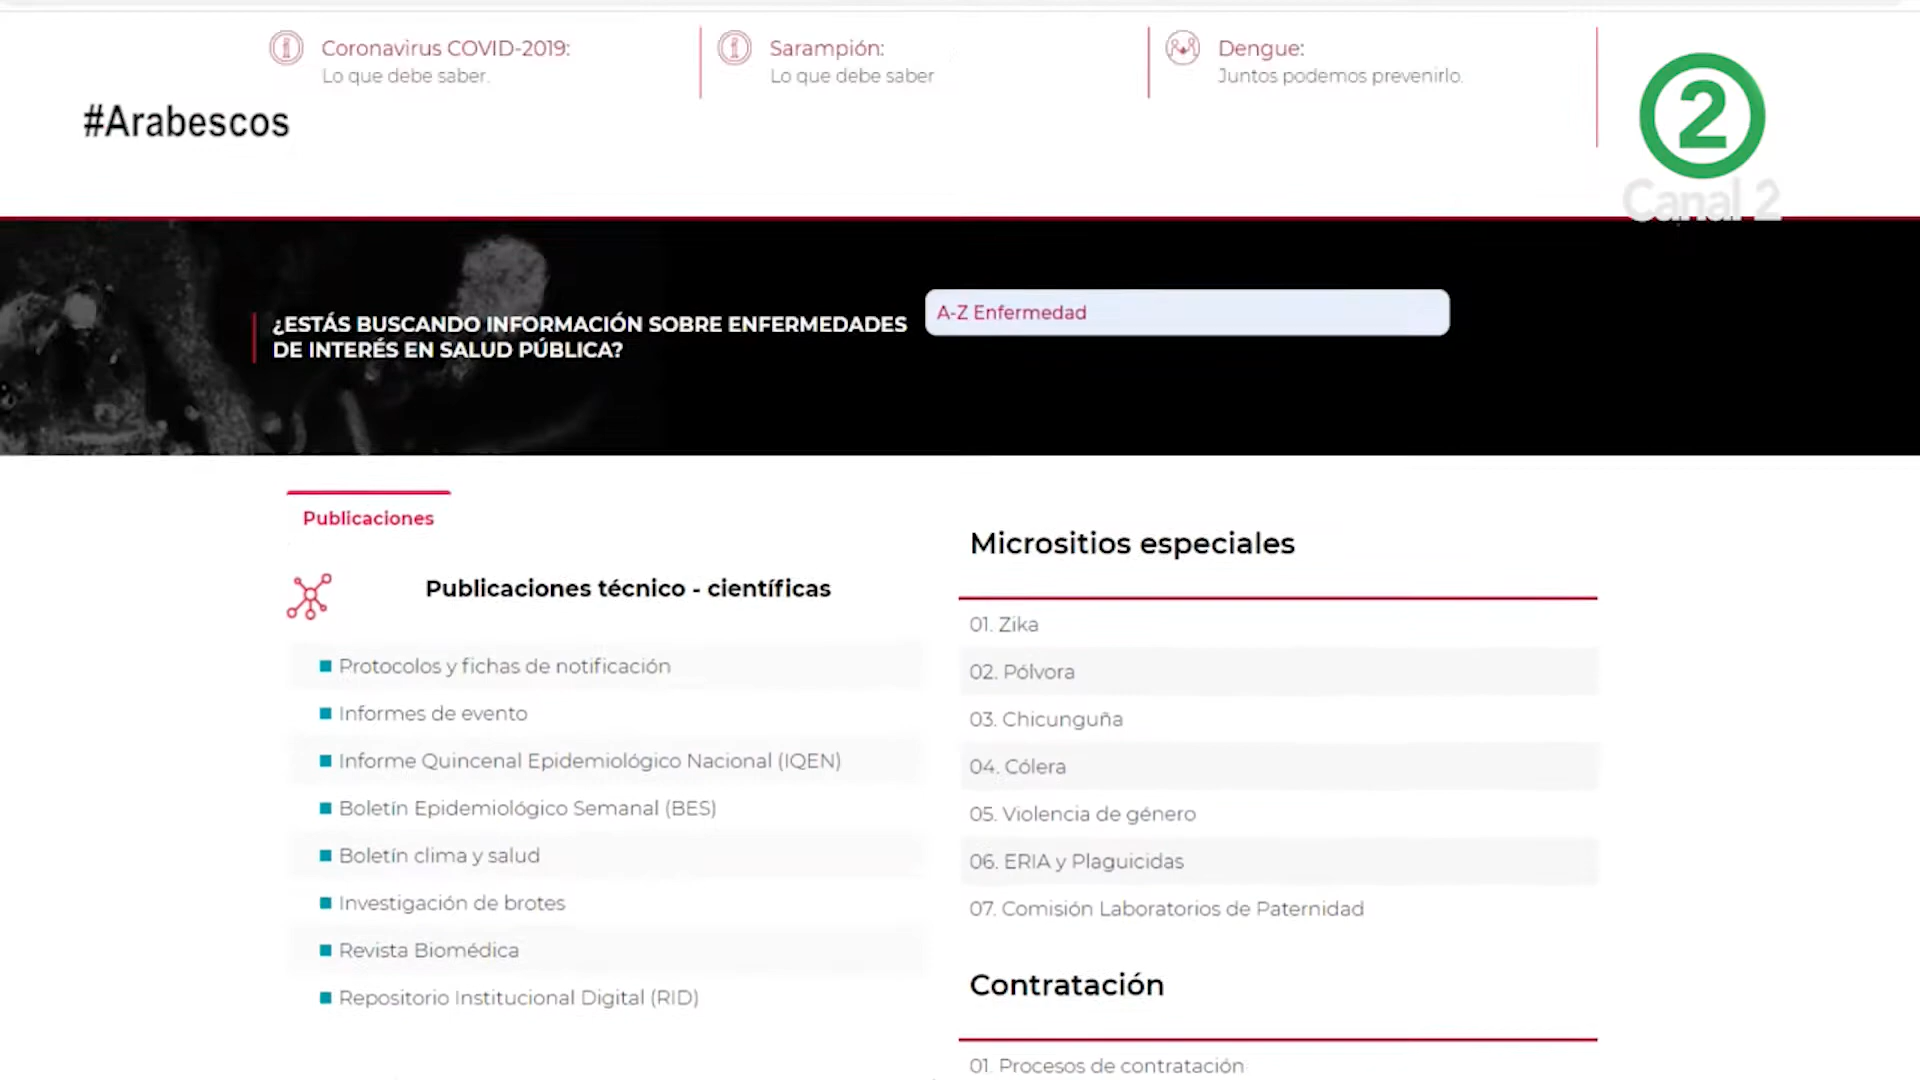 Coronavirus COVID-2019:
Lo que debe saber.
Sarampión:
Lo que debe saber
Dengue:
Juntos podemos prevenirlo.
#Arabescos
2
Canal 2
¿ESTÁS BUSCANDO INFORMACIÓN SOBRE ENFERMEDADES
DE INTERÉS EN SALUD PÚBLICA?
A-Z Enfermedad
Publicaciones
Publicaciones técnico - científicas
Protocolos y fichas de notificación
Informes de evento
Informe Quincenal Epidemiológico Nacional (IQEN)
Boletín Epidemiológico Semanal (BES)
Boletín clima y salud
Investigación de brotes
Revista Biomédica
Repositorio Institucional Digital (RID)
Micrositios especiales
01. Zika
02. Pólvora
03. Chicunguña
04. Cólera
05. Violencia de género
06. ERIA y Plaguicidas
07. Comisión Laboratorios de Paternidad
Contratación
01. Procesos de contratación